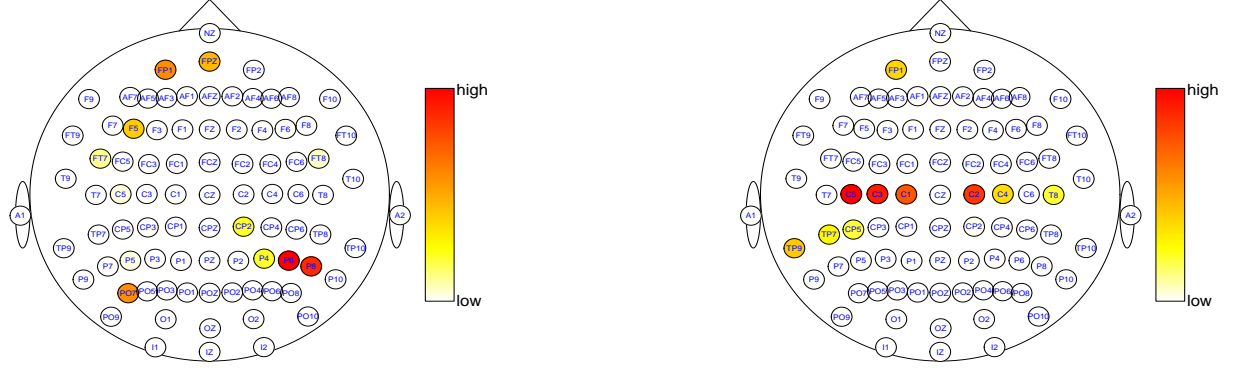 NZ
FP1 FPZ FP2
F9 AF7 AF5 AF3 AF1 AFZ AF2 AF4 AF6 AF8 F10
FT9 F7 F5 F3 F1 FZ F2 F4 F6 F8 FT10
FT7 FC5 FC3 FC1 FCZ FC2 FC4 FC6 FT8
T9 T7 C5 C3 C1 CZ C2 C4 C6 T8 T10
A1 A2
TP9 TP7 CP5 CP3 CP1 CPZ CP2 CP4 CP6 TP8 TP10
P9 P7 P5 P3 P1 PZ P2 P4 P6 P8 P10
PO9 PO7 PO5 PO3 PO1 POZ PO2 PO4 PO6 PO8 PO10
O1 OZ O2
I1 IZ I2
high
low
NZ
FP1 FPZ FP2
F9 AF7 AF5 AF3 AF1 AFZ AF2 AF4 AF6 AF8 F10
FT9 F7 F5 F3 F1 FZ F2 F4 F6 F8 FT10
FT7 FC5 FC3 FC1 FCZ FC2 FC4 FC6 FT8
T9 T7 C5 C3 C1 CZ C2 C4 C6 T8 T10
A1 A2
TP9 TP7 CP5 CP3 CP1 CPZ CP2 CP4 CP6 TP8 TP10
P9 P7 P5 P3 P1 PZ P2 P4 P6 P8 P10
PO9 PO7 PO5 PO3 PO1 POZ PO2 PO4 PO6 PO8 PO10
O1 OZ O2
I1 IZ I2
high
low